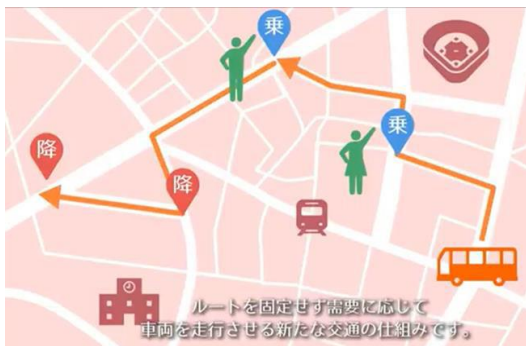 乗
乗
降
降
ルートを固定せず需要に応じて
車両を走行させる新たな交通の仕組みです。